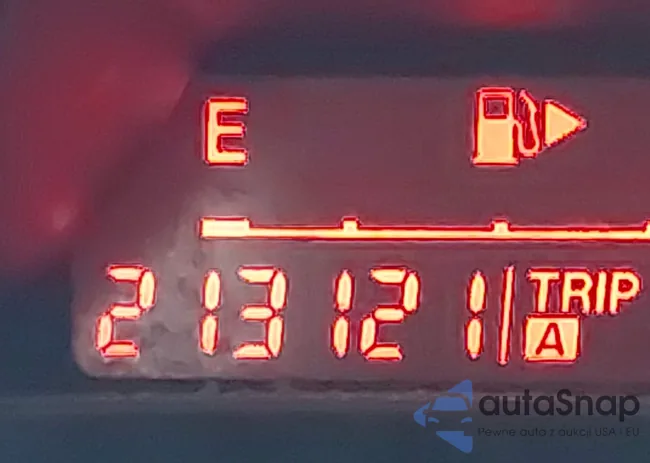 E
213121 TRIP
A
autaSnap
Pewne auta z aukcji USA i EU